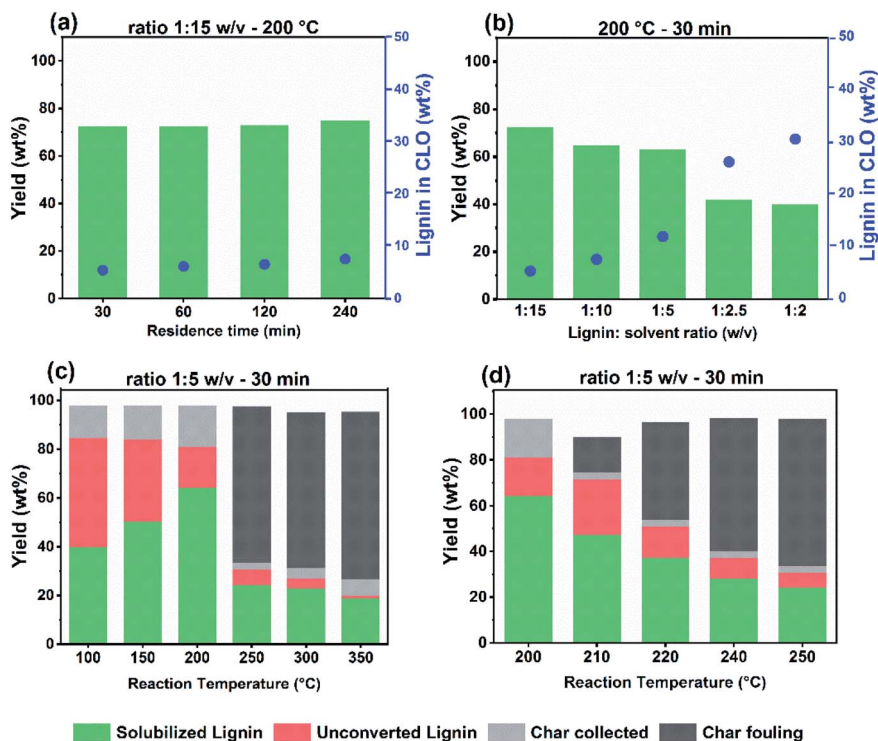 (a)
ratio 1:15 w/v - 200 °C
Yield (wt%)
100
80
60
40
20
0
50
40
30
20
10
0
Lignin in CLO (wt%)
30 60 120 240
Residence time (min)
(b)
200 °C - 30 min
Yield (wt%)
100
80
60
40
20
0
50
40
30
20
10
0
Lignin in CLO (wt%)
1:15 1:10 1:5 1:2.5 1:2
Lignin: solvent ratio (w/v)
(c)
ratio 1:5 w/v - 30 min
Yield (wt%)
100
80
60
40
20
0
100 150 200 250 300 350
Reaction Temperature (°C)
(d)
ratio 1:5 w/v - 30 min
Yield (wt%)
100
80
60
40
20
0
200 210 220 240 250
Reaction Temperature (°C)
Solubilized Lignin Unconverted Lignin Char collected Char fouling